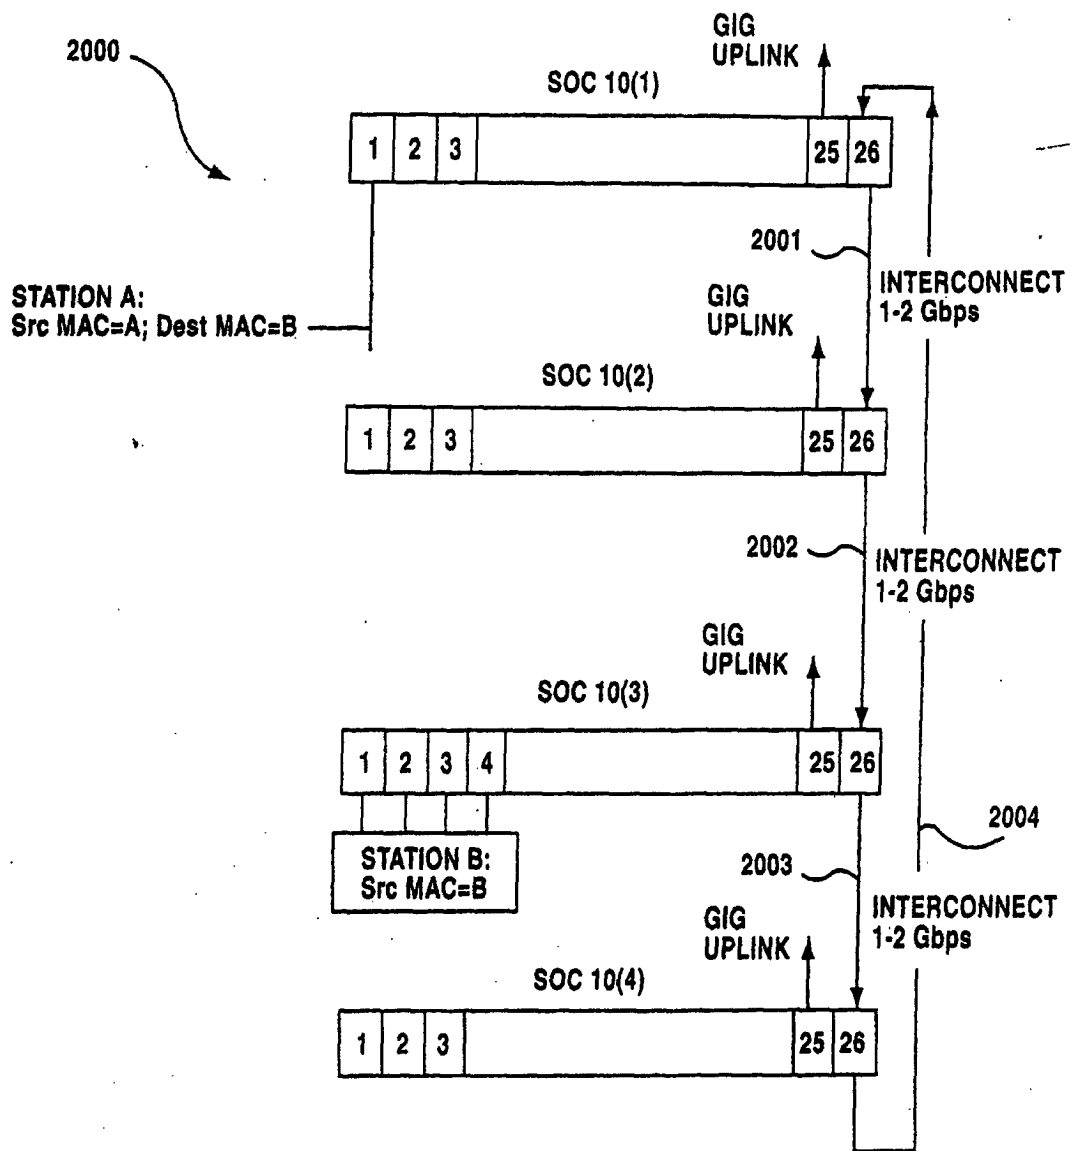 2000
GIG
UPLINK
SOC 10(1)
1 2 3 25 26
2001
INTERCONNECT
1-2 Gbps
STATION A:
Src MAC=A; Dest MAC=B
GIG
UPLINK
SOC 10(2)
1 2 3 25 26
2002
INTERCONNECT
1-2 Gbps
GIG
UPLINK
SOC 10(3)
1 2 3 4 25 26
2004
STATION B:
Src MAC=B
2003
INTERCONNECT
1-2 Gbps
GIG
UPLINK
SOC 10(4)
1 2 3 25 26